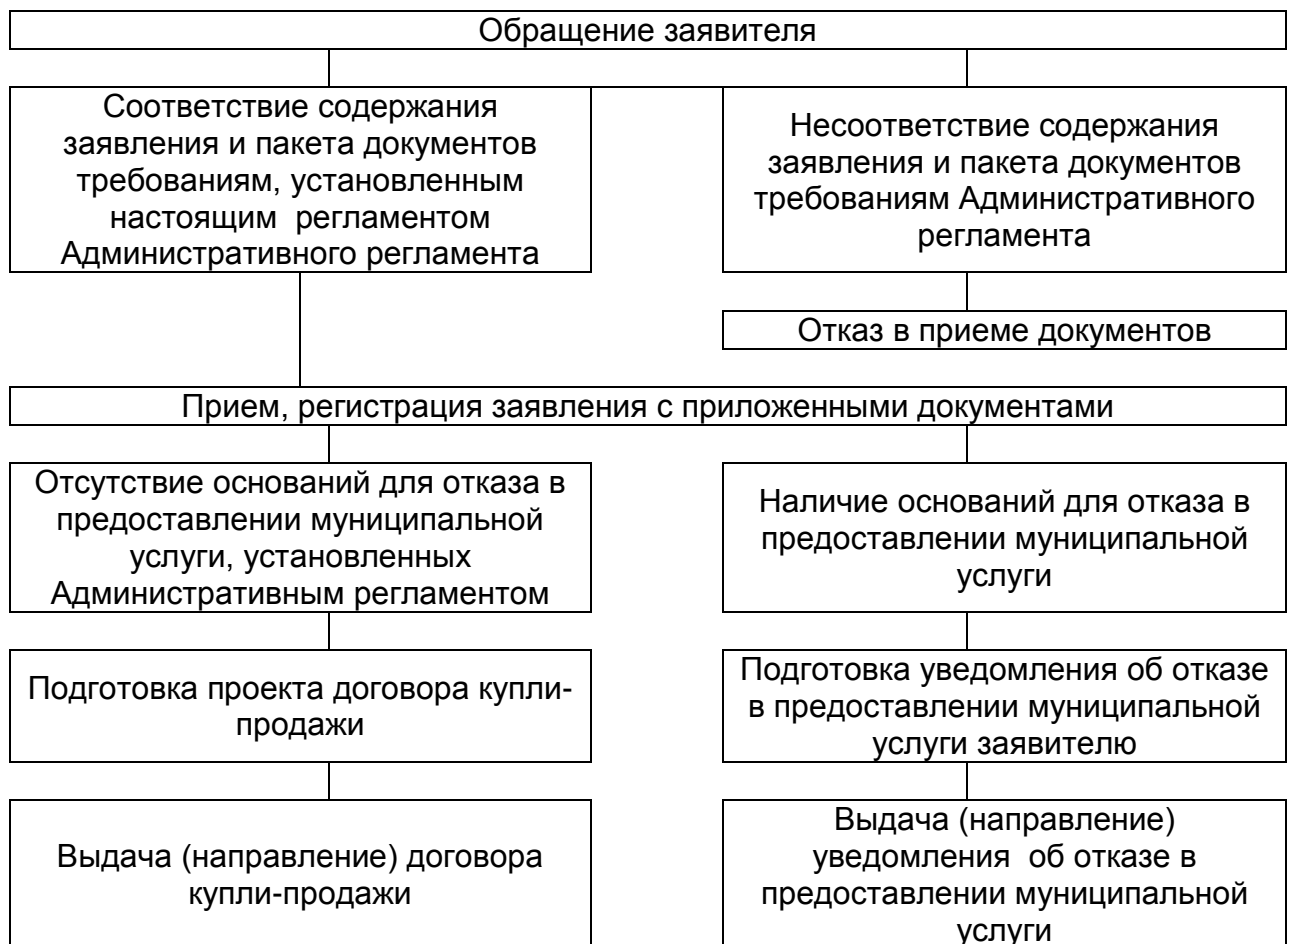 Обращение заявителя
Соответствие содержания
заявления и пакета документов
требованиям, установленным
настоящим  регламентом
Административного регламента
Несоответствие содержания
заявления и пакета документов
требованиям Административного
регламента
Отказ в приеме документов
Прием, регистрация заявления с приложенными документами
Отсутствие оснований для отказа в
предоставлении муниципальной
услуги, установленных
Административным регламентом
Наличие оснований для отказа в
предоставлении муниципальной
услуги
Подготовка проекта договора купли-
продажи
Подготовка уведомления об отказе
в предоставлении муниципальной
услуги заявителю
Выдача (направление) договора
купли-продажи
Выдача (направление)
уведомления  об отказе в
предоставлении муниципальной
услуги